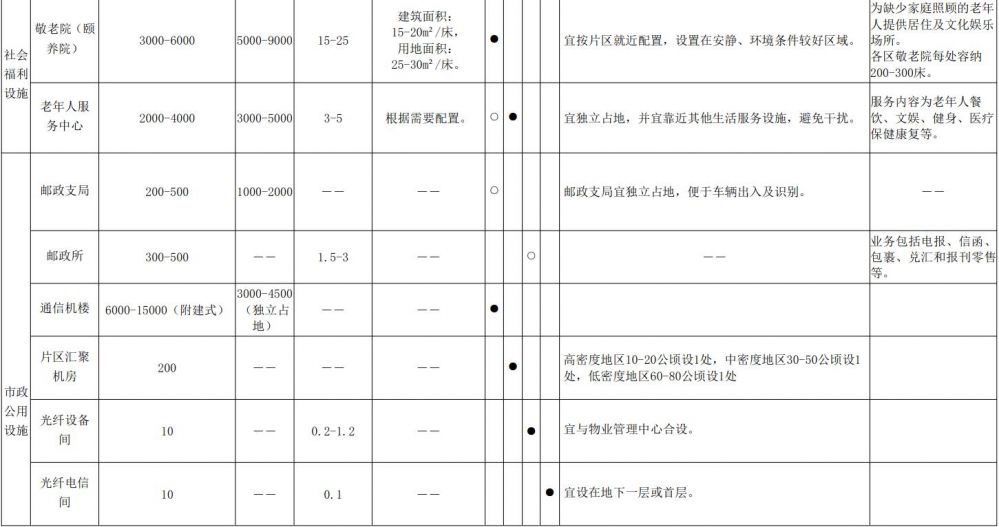 社会
福利
设施
敬老院（颐
养院）
3000-6000
5000-9000
15-25
建筑面积：
15-20m²/床，
用地面积：
25-30m²/床。
●
宜按片区就近配置，设置在安静、环境条件较好区域。
为缺少家庭照顾的老年
人提供居住及文化娱乐
场所。
各区敬老院每处容纳
200-300床。
老年人服
务中心
2000-4000
3000-5000
3-5
根据需要配置。
○
●
宜独立占地，并宜靠近其他生活服务设施，避免干扰。
服务内容为老年人餐
饮、文娱、健身、医疗
保健康复等。
市政
公用
设施
邮政支局
200-500
1000-2000
——
——
○
邮政支局宜独立占地，便于车辆出入及识别。
——
邮政所
300-500
——
1.5-3
——
○
——
业务包括电报、信函、
包裹、兑汇和报刊零售
等。
通信机楼
6000-15000（附建式）
3000-4500
（独立占
地）
——
——
●
片区汇聚
机房
200
——
——
——
●
高密度地区10-20公顷设1处，中密度地区30-50公顷设1
处，低密度地区60-80公顷设1处
光纤设备
间
10
——
0.2-1.2
——
●
宜与物业管理中心合设。
光纤电信
间
10
——
0.1
——
●
宜设在地下一层或首层。